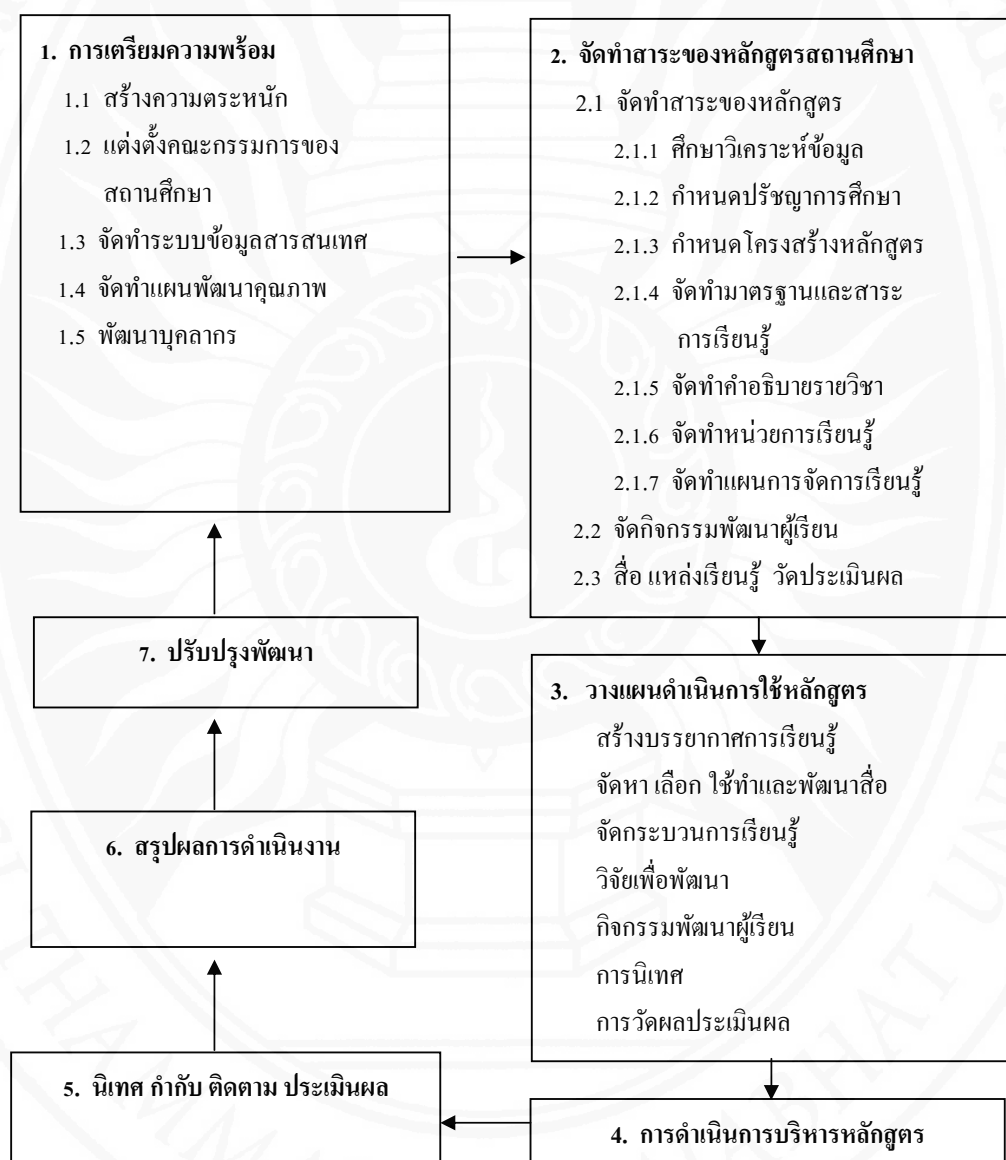 1. การเตรียมความพร้อม
1.1 สร้างความตระหนัก
1.2 แต่งตั้งคณะกรรมการของ
สถานศึกษา
1.3 จัดทำระบบข้อมูลสารสนเทศ
1.4 จัดทำแผนพัฒนาคุณภาพ
1.5 พัฒนาบุคลากร
2. จัดทำสาระของหลักสูตรสถานศึกษา
2.1 จัดทำสาระของหลักสูตร
2.1.1 ศึกษาวิเคราะห์ข้อมูล
2.1.2 กำหนดปรัชญาการศึกษา
2.1.3 กำหนดโครงสร้างหลักสูตร
2.1.4 จัดทำมาตรฐานและสาระ
การเรียนรู้
2.1.5 จัดทำคำอธิบายรายวิชา
2.1.6 จัดทำหน่วยการเรียนรู้
2.1.7 จัดทำแผนการจัดการเรียนรู้
2.2 จัดกิจกรรมพัฒนาผู้เรียน
2.3 สื่อ แหล่งเรียนรู้ วัดประเมินผล
3. วางแผนดำเนินการใช้หลักสูตร
สร้างบรรยากาศการเรียนรู้
จัดหา เลือก ใช้ทำและพัฒนาสื่อ
จัดกระบวนการเรียนรู้
วิจัยเพื่อพัฒนา
กิจกรรมพัฒนาผู้เรียน
การนิเทศ
การวัดผลประเมินผล
4. การดำเนินการบริหารหลักสูตร
5. นิเทศ กำกับ ติดตาม ประเมินผล
6. สรุปผลการดำเนินงาน
7. ปรับปรุงพัฒนา